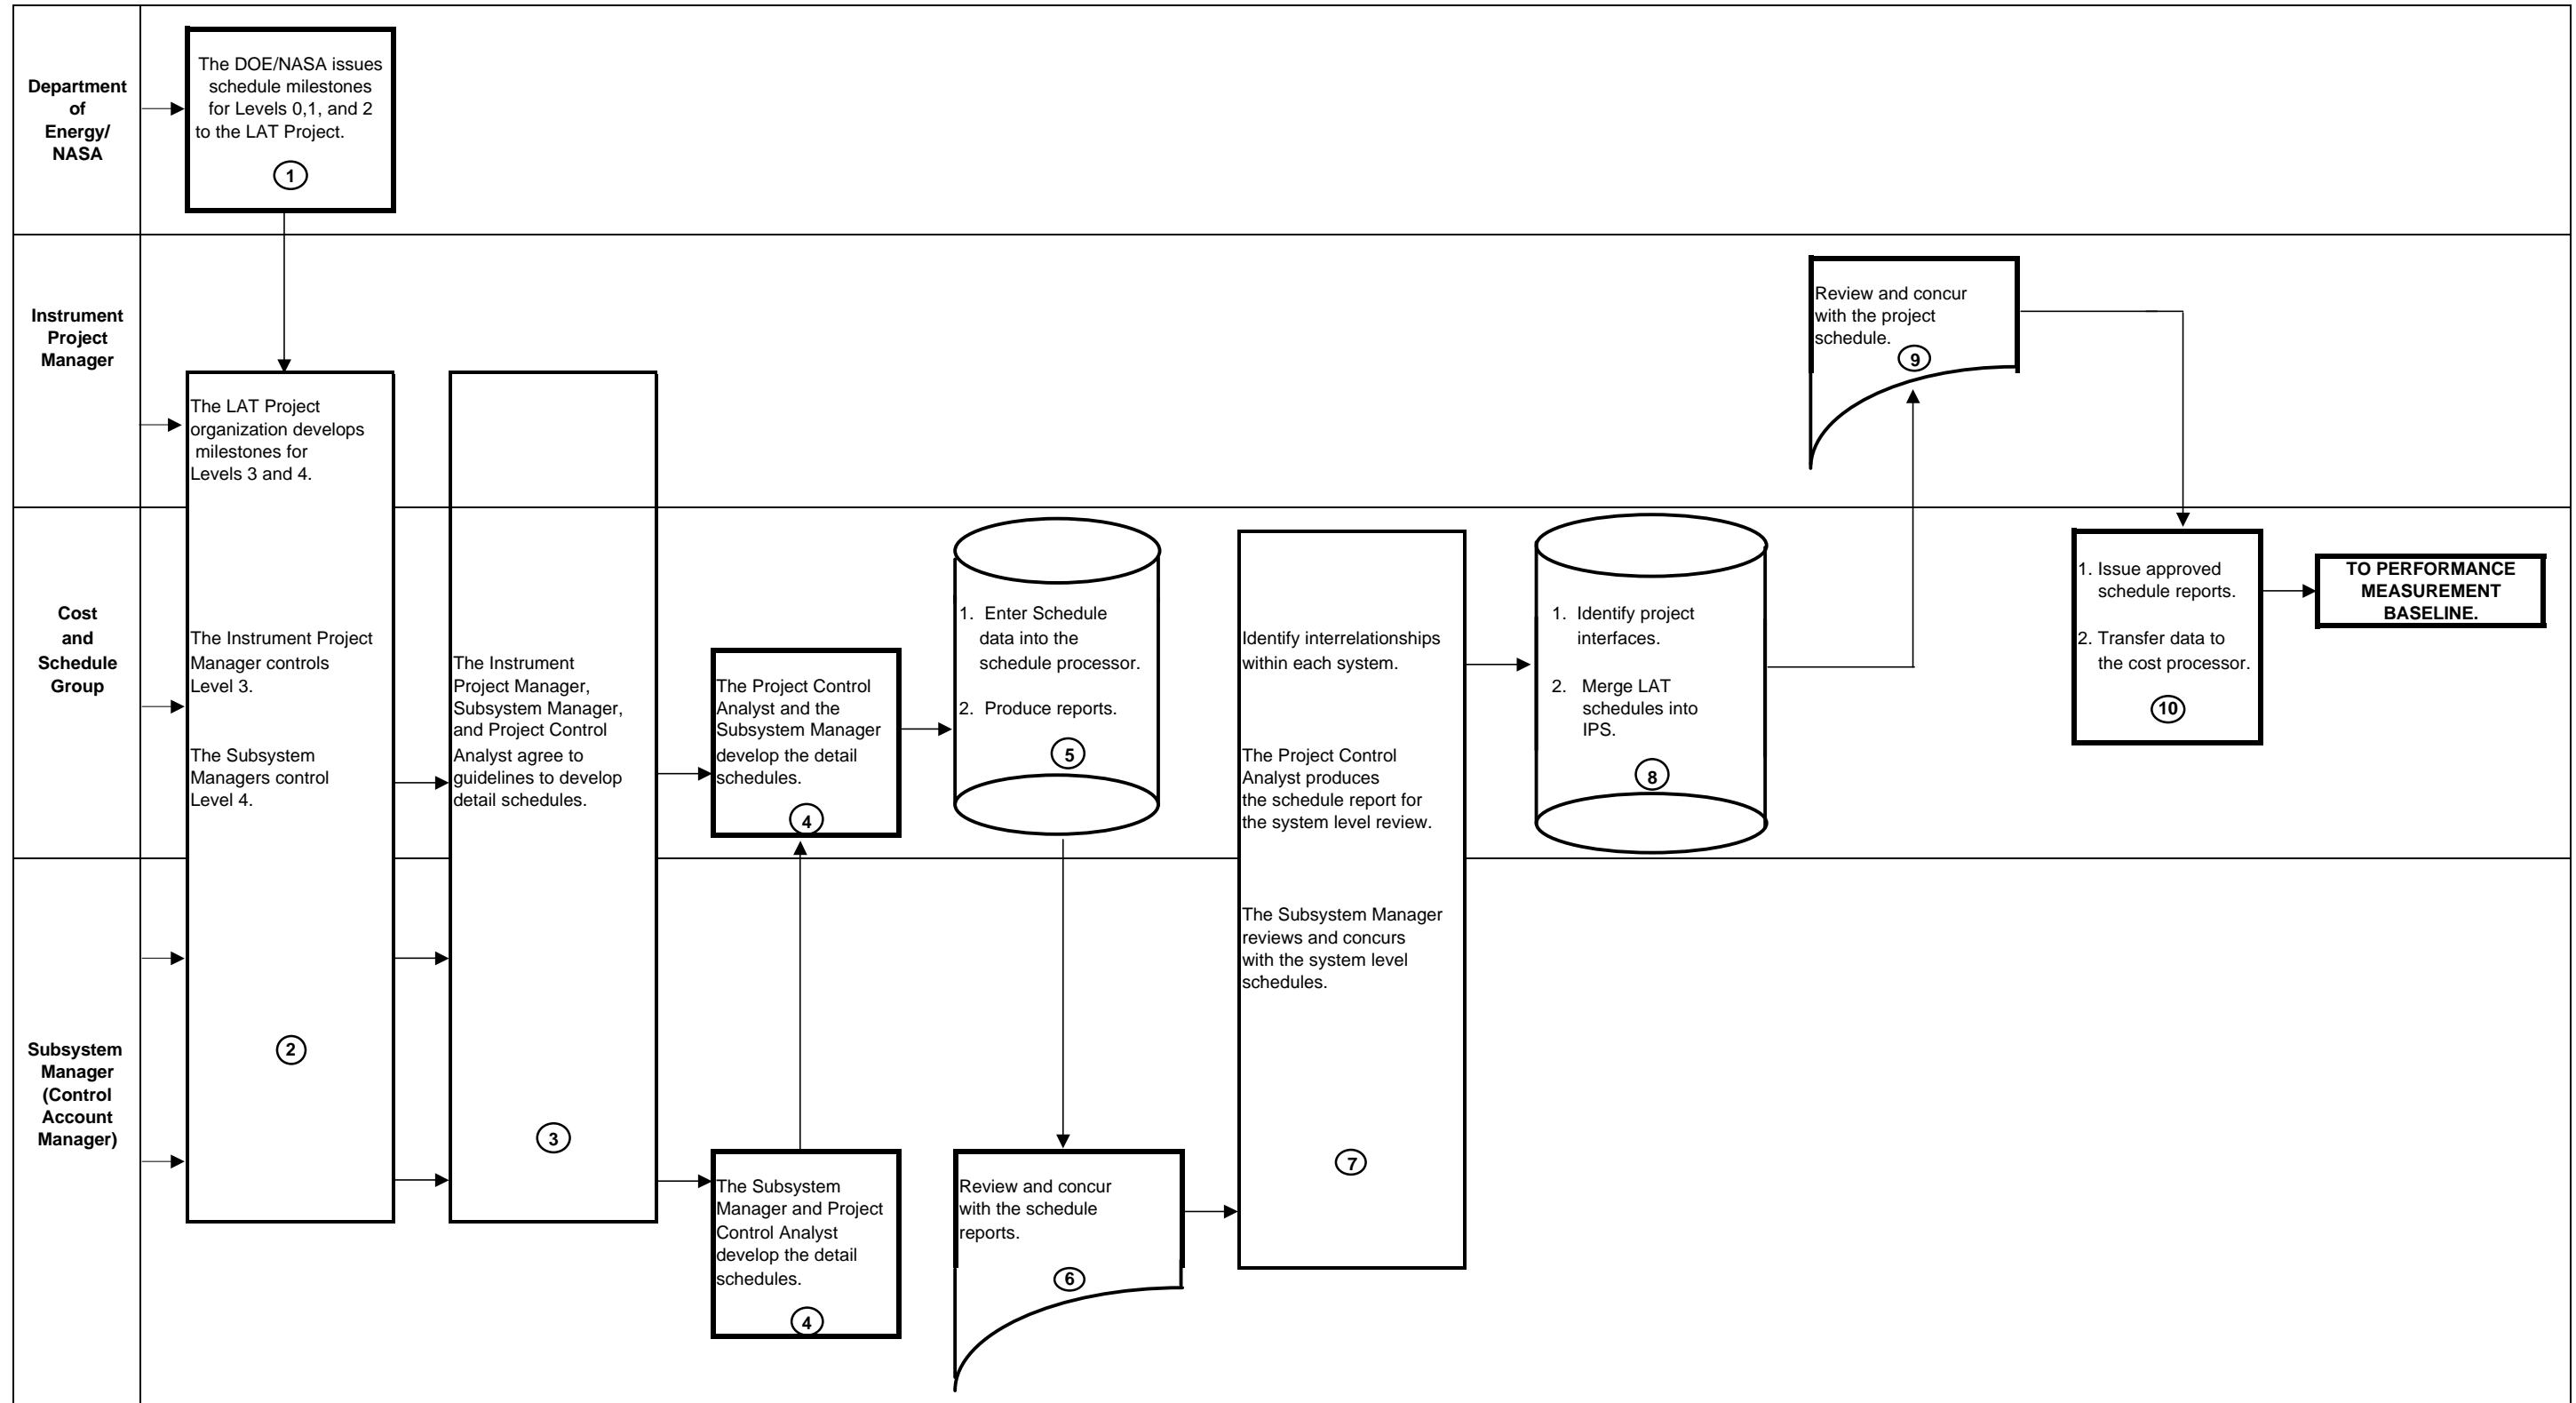 Department
of
Energy/
NASA
The DOE/NASA issues
schedule milestones
for Levels 0,1, and 2
to the LAT Project.
1
Instrument
Project
Manager
The LAT Project
organization develops
milestones for
Levels 3 and 4.
Review and concur
with the project
schedule.
9
Cost
and
Schedule
Group
The Instrument Project
Manager controls
Level 3.
The Subsystem
Managers control
Level 4.
2
The Instrument
Project Manager,
Subsystem Manager,
and Project Control
Analyst agree to
guidelines to develop
detail schedules.
3
The Project Control
Analyst and the
Subsystem Manager
develop the detail
schedules.
4
1. Enter Schedule
data into the
schedule processor.
2. Produce reports.
5
Identify interrelationships
within each system.
The Project Control
Analyst produces
the schedule report for
the system level review.
The Subsystem Manager
reviews and concurs
with the system level
schedules.
7
1. Identify project
interfaces.
2. Merge LAT
schedules into
IPS.
8
1. Issue approved
schedule reports.
2. Transfer data to
the cost processor.
10
TO PERFORMANCE
MEASUREMENT
BASELINE.
Subsystem
Manager
(Control
Account
Manager)
The Subsystem
Manager and Project
Control Analyst
develop the detail
schedules.
4
Review and concur
with the schedule
reports.
6